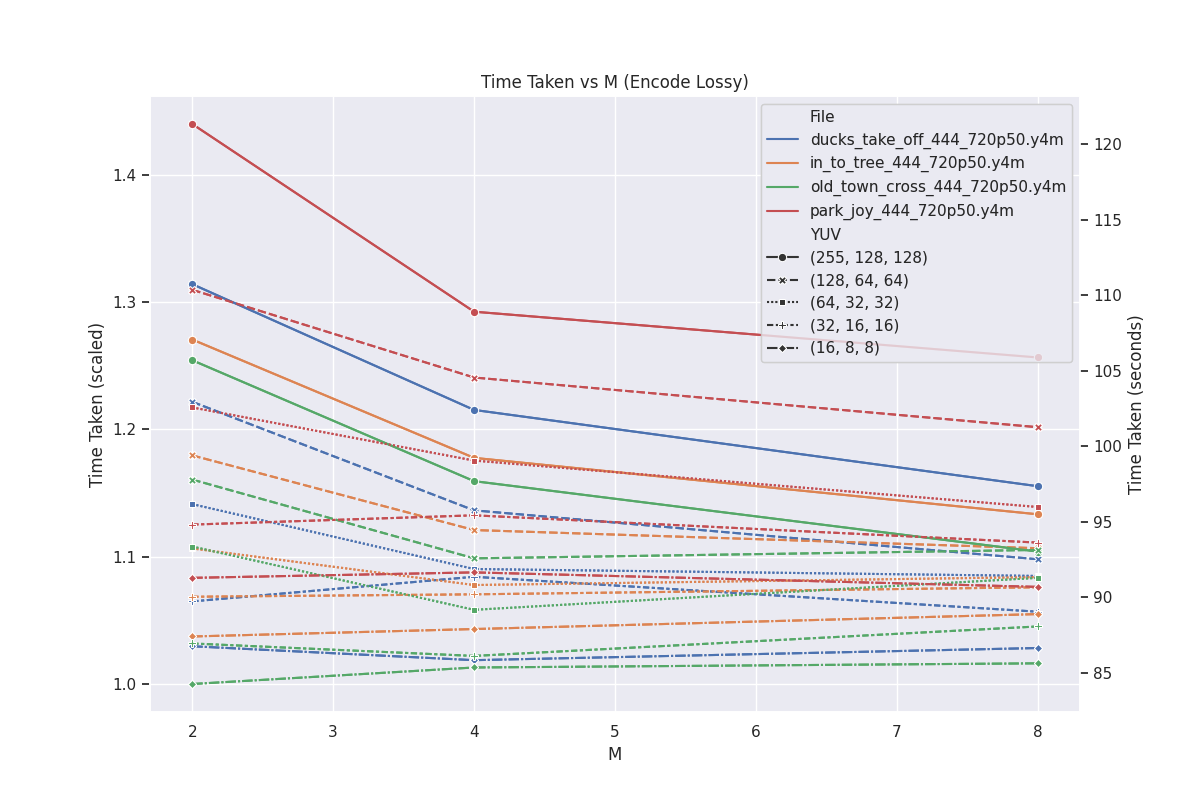 Time Taken vs M (Encode Lossy)
File
ducks_take_off_444_720p50.y4m
in_to_tree_444_720p50.y4m
old_town_cross_444_720p50.y4m
park_joy_444_720p50.y4m
YUV
(255, 128, 128)
(128, 64, 64)
(64, 32, 32)
(32, 16, 16)
(16, 8, 8)
Time Taken (scaled)
1.4
1.3
1.2
1.1
1.0
Time Taken (seconds)
120
115
110
105
100
95
90
85
2 3 4 5 6 7 8
M